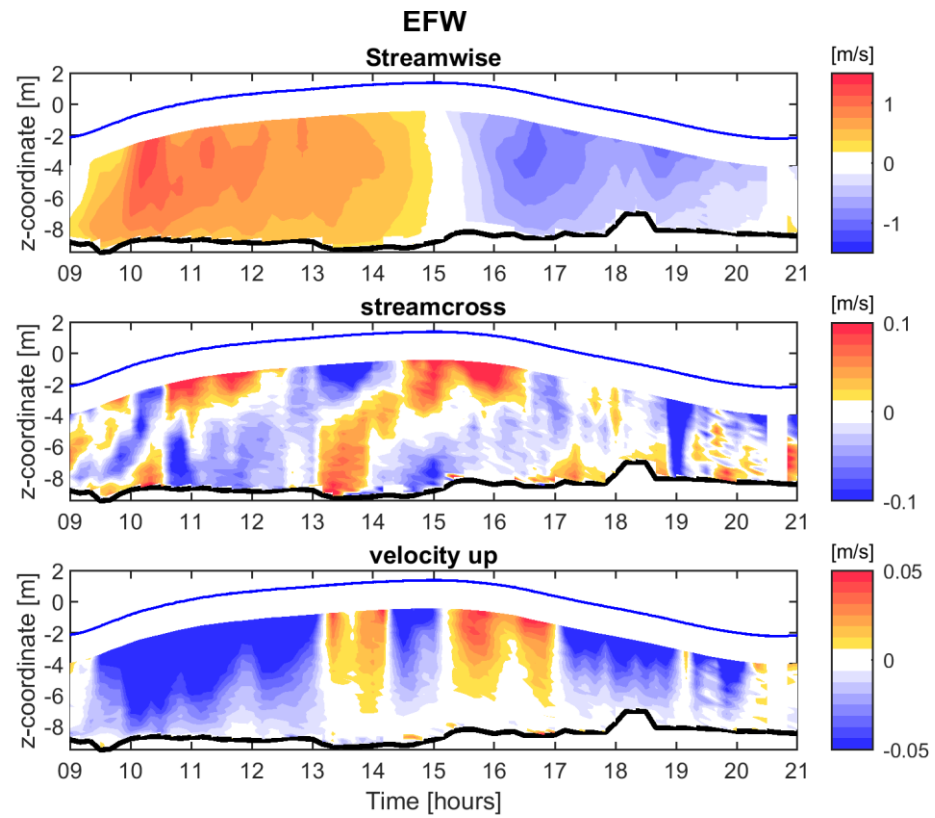 EFW
Streamwise
[m/s]
z-coordinate [m]
2
0
-2
-4
-6
-8
09 10 11 12 13 14 15 16 17 18 19 20 21
1
0
-1
streamcross
[m/s]
z-coordinate [m]
2
0
-2
-4
-6
-8
09 10 11 12 13 14 15 16 17 18 19 20 21
0.1
0
-0.1
velocity up
[m/s]
z-coordinate [m]
2
0
-2
-4
-6
-8
09 10 11 12 13 14 15 16 17 18 19 20 21
0.05
0
-0.05
Time [hours]